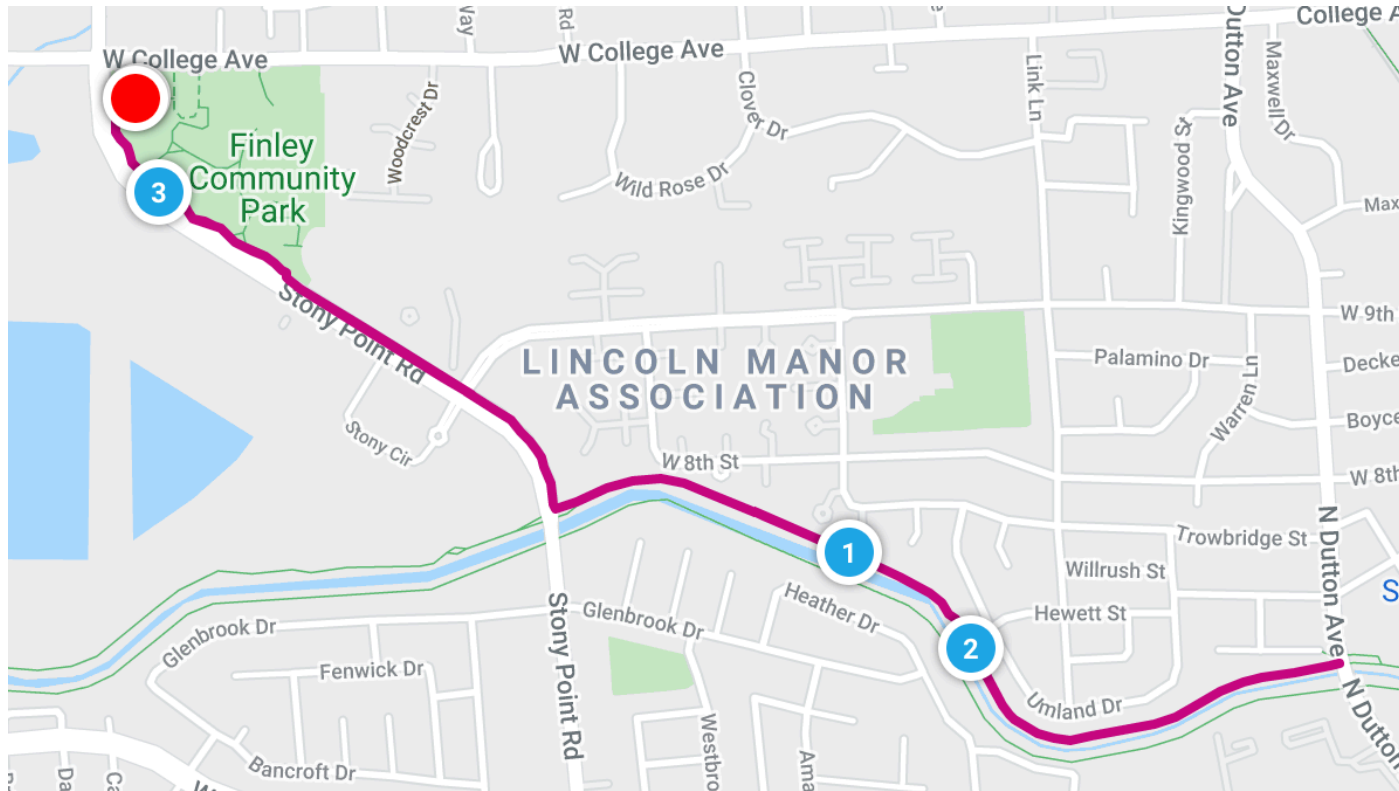 Way
Rd
Dutton Ave
College A
W College Ave
W College Ave
Maxwell Dr
Link Ln
Clover Dr
Woodcrest Dr
Kingwood St
Finley
Community
Park
Wild Rose Dr
Max
3
Stony Point Rd
W 9th
LINCOLN MANOR
ASSOCIATION
Palamino Dr
Decke
Warren Ln
Boyce
Stony Cir
W 8th St
W 8th
N Dutton Ave
Trowbridge St
1
Willrush St
Heather Dr
Hewett St
S
Stony Point Rd
Glenbrook Dr
Glenbrook Dr
2
Fenwick Dr
Umland Dr
N Dutton
Westbro
Ama
Bancroft Dr
Da
Ca
W